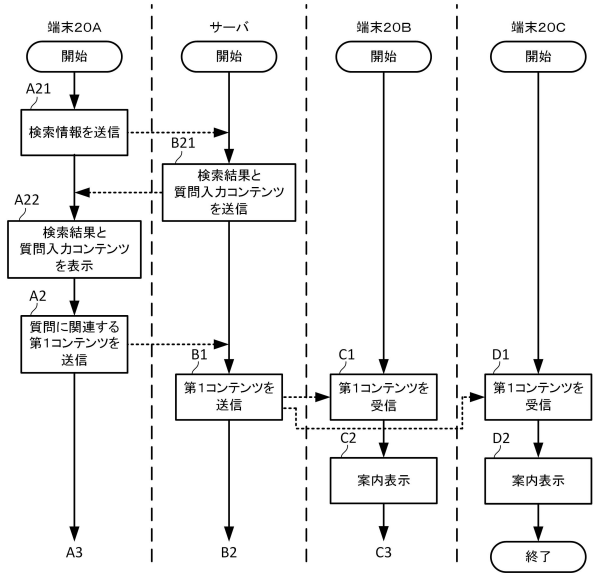 端末20A
サーバ
端末20B
端末20C
開始
開始
開始
開始
A21
検索情報を送信
B21
検索結果と
質問入力コンテンツ
を送信
A22
検索結果と
質問入力コンテンツ
を表示
A2
質問に関連する
第1コンテンツを
送信
B1
第1コンテンツを
送信
C1
第1コンテンツを
受信
D1
第1コンテンツを
受信
C2
案内表示
D2
案内表示
A3
B2
C3
終了